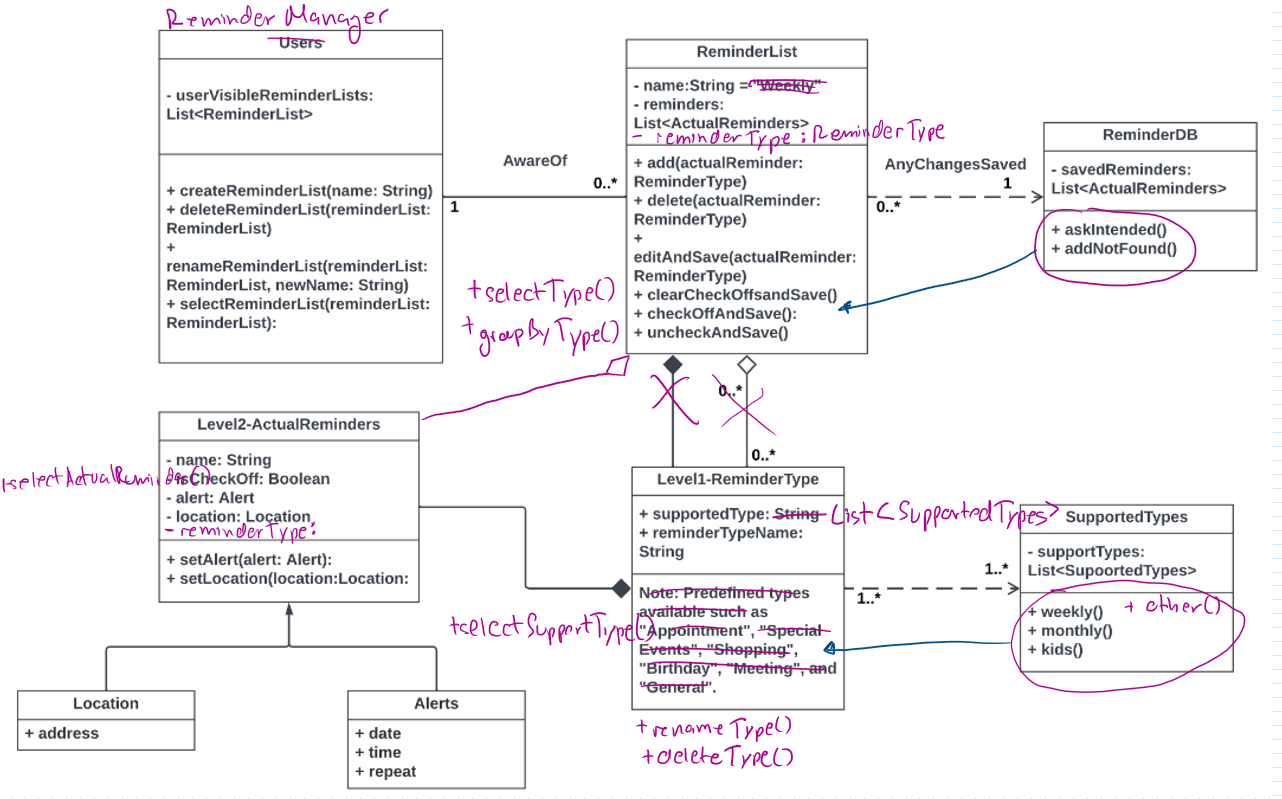 Reminder Manager
Users
- userVisibleReminderLists:
List<ReminderList>
+ createReminderList(name: String)
+ deleteReminderList(reminderList:
ReminderList)
+
renameReminderList(reminderList:
ReminderList, newName: String)
+ selectReminderList(reminderList:
ReminderList):
AwareOf
1
0..*
ReminderList
- name:String = "Weekly"
- reminders:
List<ActualReminders>
- reminderType : ReminderType
+ add(actualReminder:
ReminderType)
+ delete(actualReminder:
ReminderType)
+
editAndSave(actualReminder:
ReminderType)
+ clearCheckOffsandSave()
+ checkOffAndSave():
+ uncheckAndSave()
+selectType()
+groupByType()
AnyChangesSaved
0..*
1
ReminderDB
- savedReminders:
List<ActualReminders>
+ askIntended()
+ addNotFound()
0..*
0..*
Level2-ActualReminders
- name: String
+selectActualReminder()
isCheckOff: Boolean
- alert: Alert
- location: Location
- reminderType:
+ setAlert(alert: Alert):
+ setLocation(location:Location:
Level1-ReminderType
+ supportedType: String List<SupportedTypes>
+ reminderTypeName:
String
Note: Predefined types
available such as
"Appointment", "Special
Events", "Shopping",
"Birthday", "Meeting", and
"General".
+selectSupportType()
+renameType()
+deleteType()
1..*
1..*
SupportedTypes
- supportTypes:
List<SupoortedTypes>
+ weekly()
+ other()
+ monthly()
+ kids()
Location
+ address
Alerts
+ date
+ time
+ repeat